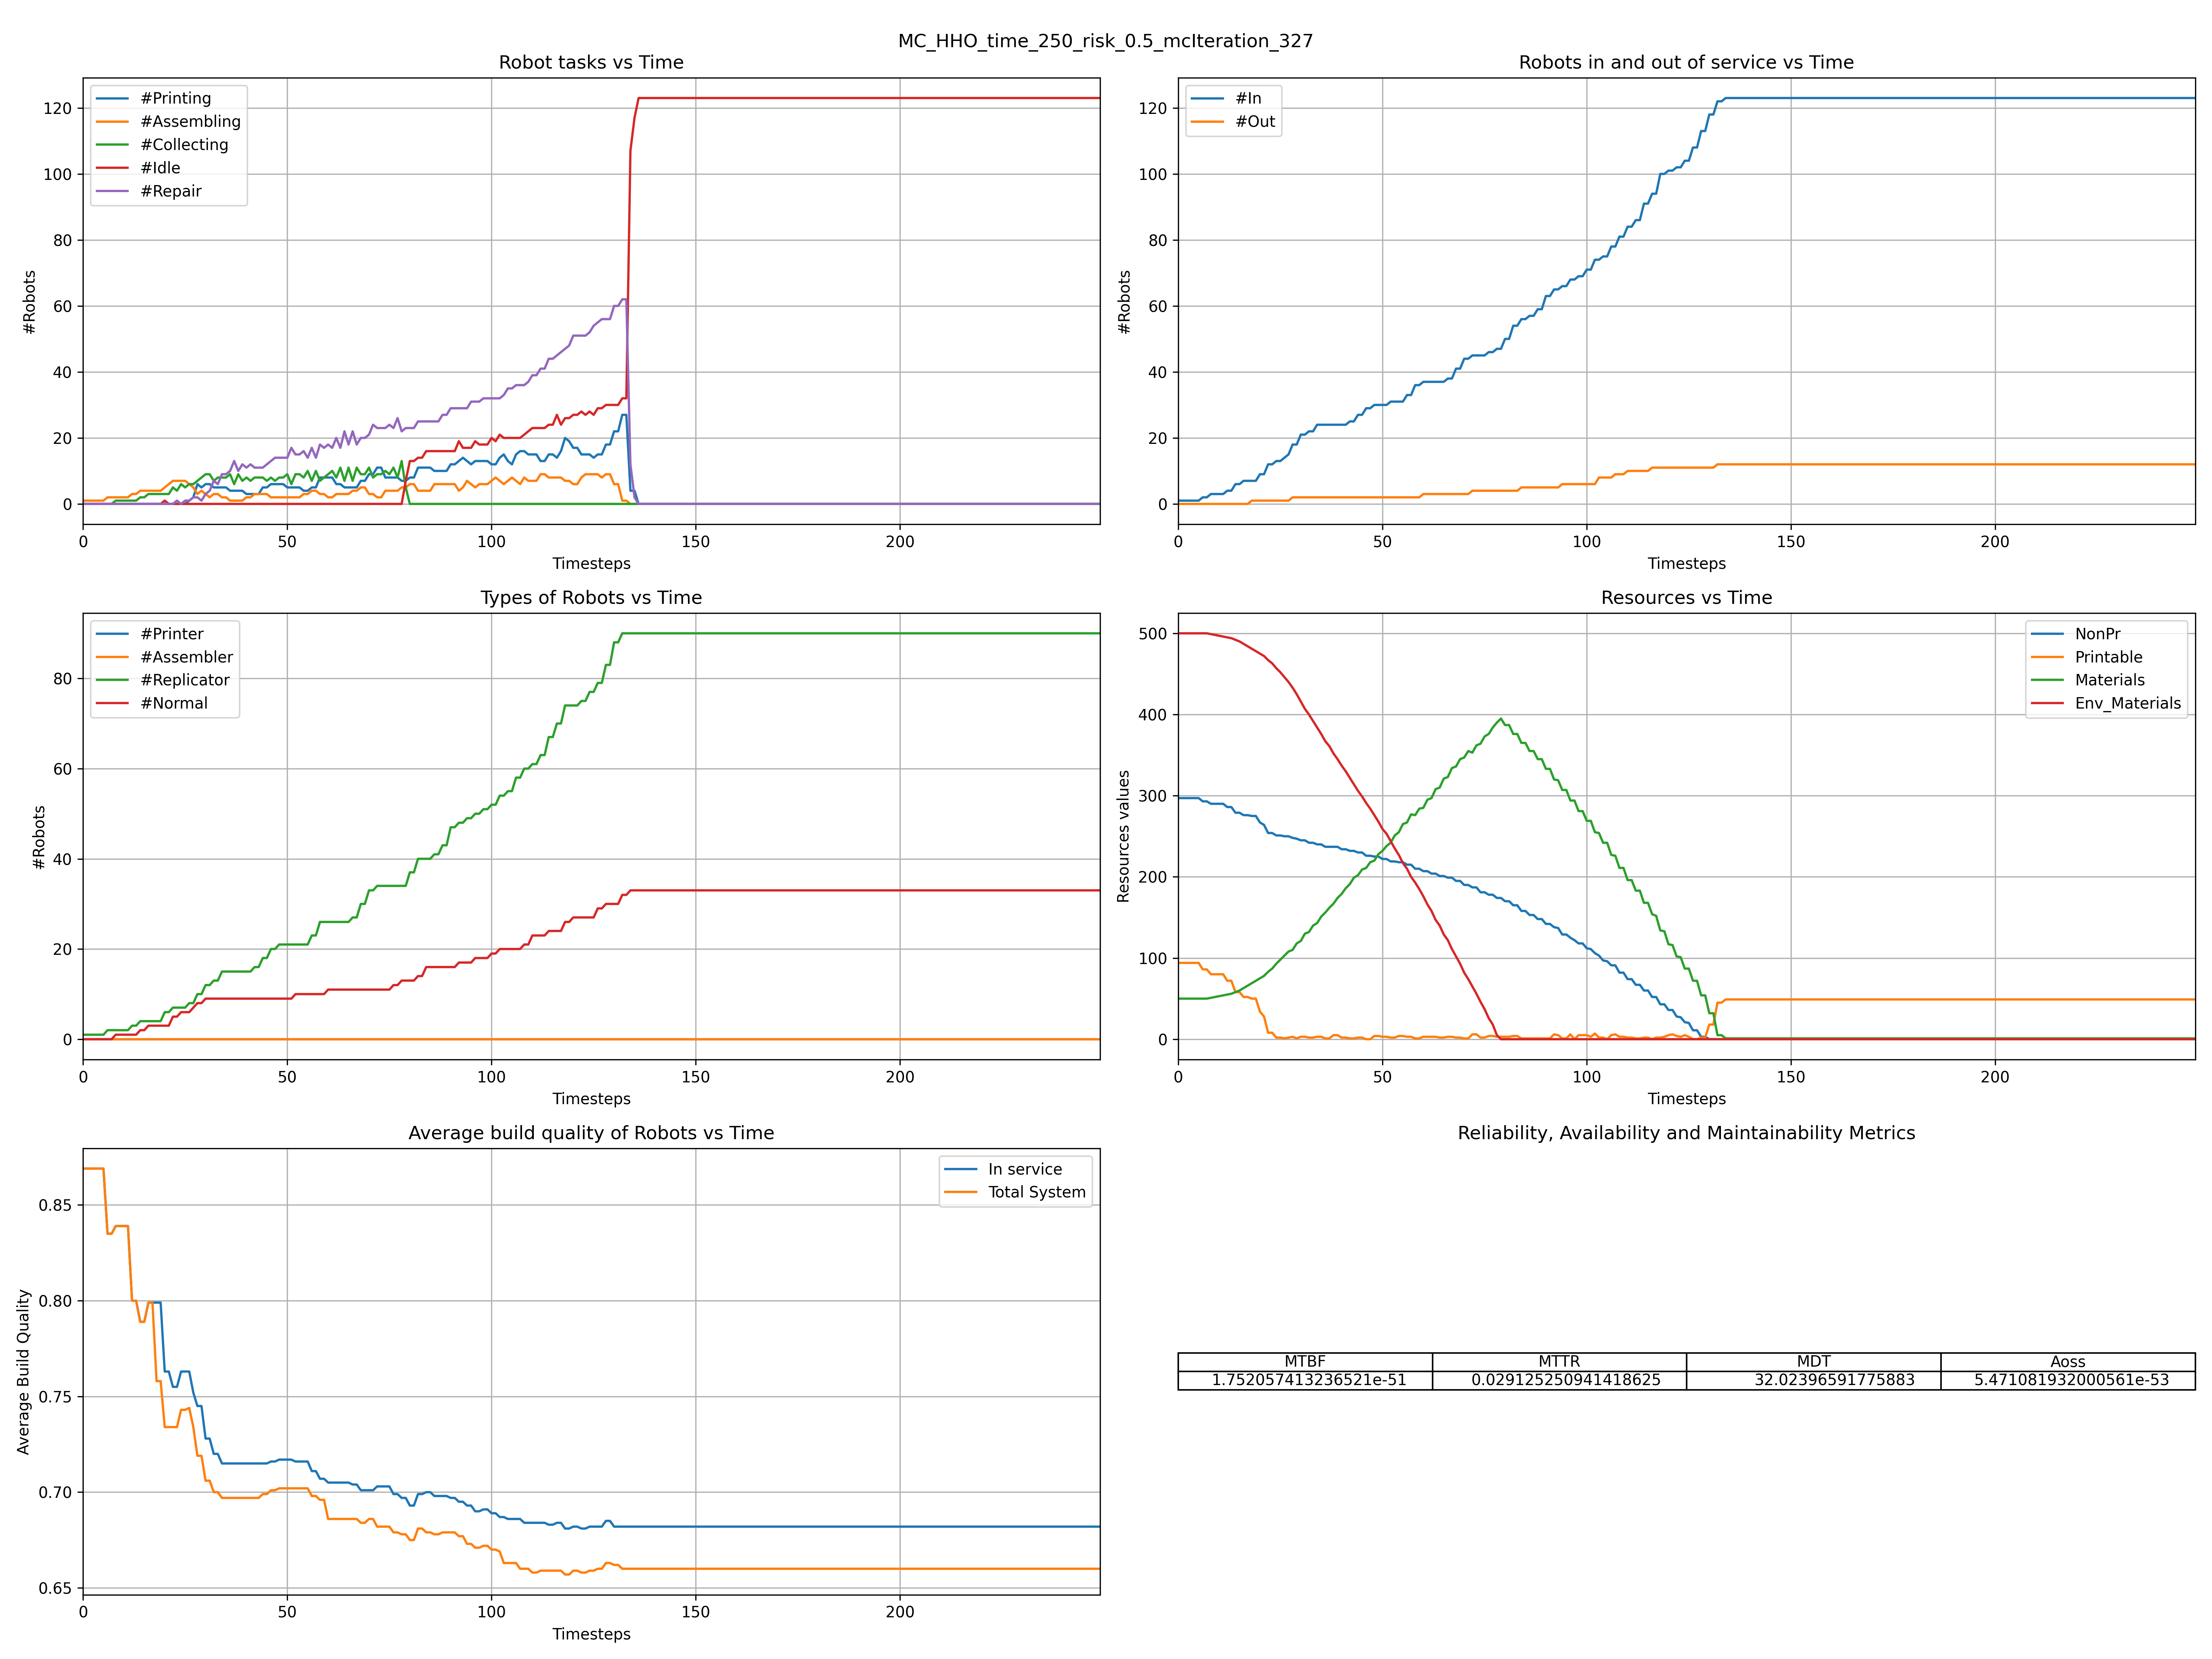 MC_HHO_time_250_risk_0.5_mcIteration_327
Robot tasks vs Time
#Printing
#Assembling
#Collecting
#Idle
#Repair
#Robots
120
100
80
60
40
20
0
0 50 100 150 200
Timesteps
Robots in and out of service vs Time
#In
#Out
#Robots
120
100
80
60
40
20
0
0 50 100 150 200
Timesteps
Types of Robots vs Time
#Printer
#Assembler
#Replicator
#Normal
#Robots
80
60
40
20
0
0 50 100 150 200
Timesteps
Resources vs Time
NonPr
Printable
Materials
Env_Materials
Resources values
500
400
300
200
100
0
0 50 100 150 200
Timesteps
Average build quality of Robots vs Time
In service
Total System
Average Build Quality
0.85
0.80
0.75
0.70
0.65
0 50 100 150 200
Timesteps
Reliability, Availability and Maintainability Metrics
MTBF MTTR MDT Aoss
1.752057413236521e-51 0.029125250941418625 32.02396591775883 5.471081932000561e-53